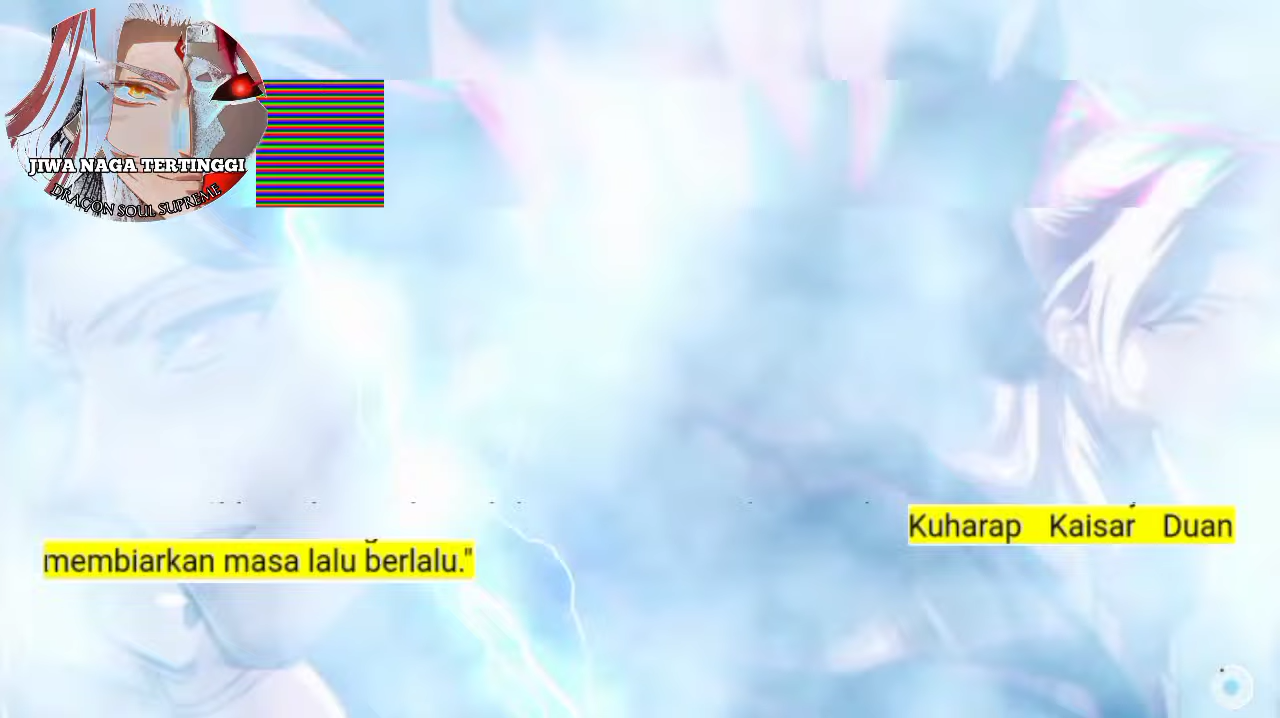 JIWA NAGA TERTINGGI
DRAGON SOUL SUPREME
Kuharap Kaisar Duan
membiarkan masa lalu berlalu."